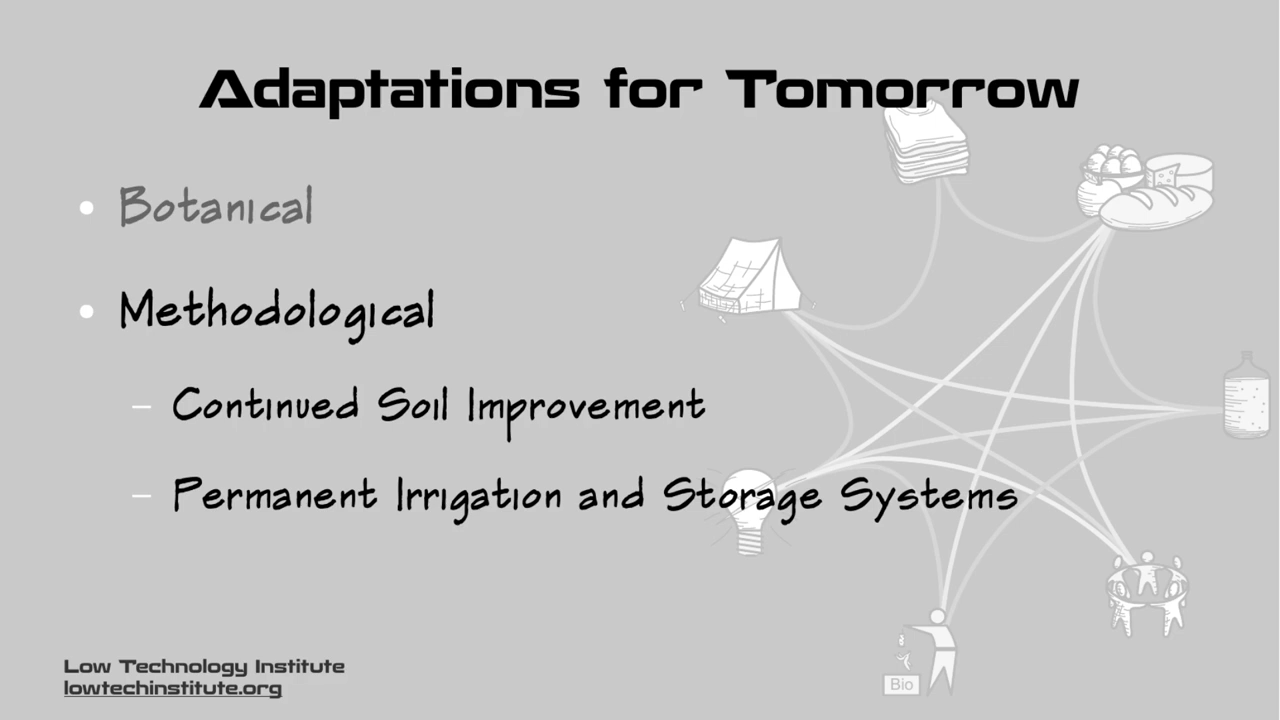 Adaptations for Tomorrow
• Botanical
• Methodological
– Continued Soil Improvement
– Permanent Irrigation and Storage Systems
Bio
Low Technology Institute
lowtechinstitute.org